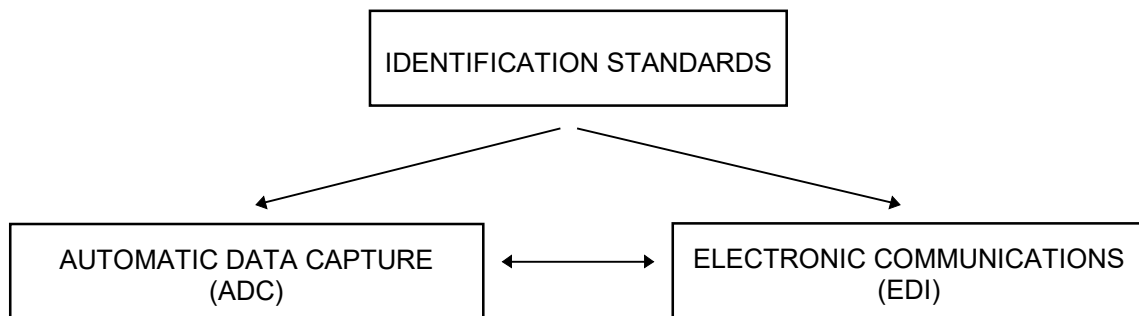 IDENTIFICATION STANDARDS
AUTOMATIC DATA CAPTURE
(ADC)
ELECTRONIC COMMUNICATIONS
(EDI)